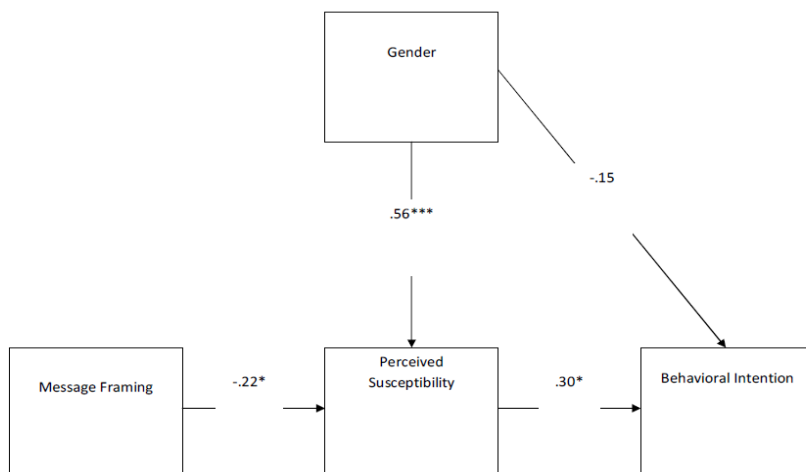 Gender
-.15
.56***
Message Framing
-.22*
Perceived
Susceptibility
.30*
Behavioral Intention